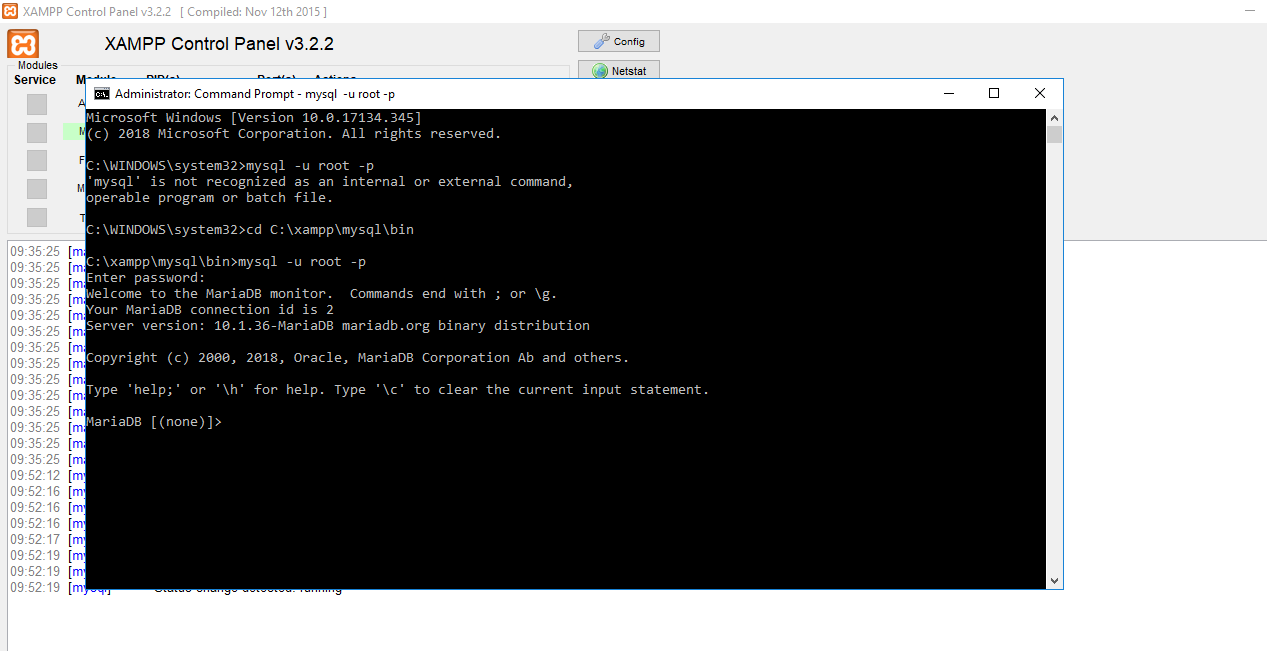 XAMPP Control Panel v3.2.2 [ Compiled: Nov 12th 2015 ]
XAMPP Control Panel v3.2.2
Config
Modules
Service
Netstat
Administrator: Command Prompt - mysql -u root -p
Microsoft Windows [Version 10.0.17134.345]
(c) 2018 Microsoft Corporation. All rights reserved.
C:\WINDOWS\system32>mysql -u root -p
'mysql' is not recognized as an internal or external command,
operable program or batch file.
C:\WINDOWS\system32>cd C:\xampp\mysql\bin
C:\xampp\mysql\bin>mysql -u root -p
Enter password:
Welcome to the MariaDB monitor.  Commands end with ; or \g.
Your MariaDB connection id is 2
Server version: 10.1.36-MariaDB mariadb.org binary distribution
Copyright (c) 2000, 2018, Oracle, MariaDB Corporation Ab and others.
Type 'help;' or '\h' for help. Type '\c' to clear the current input statement.
MariaDB [(none)]>
09:35:25
09:35:25
09:35:25
09:35:25
09:35:25
09:35:25
09:35:25
09:35:25
09:35:25
09:35:25
09:35:25
09:35:25
09:35:25
09:35:25
09:52:12
09:52:16
09:52:16
09:52:16
09:52:17
09:52:19
09:52:19
09:52:19 [mysql] Status change detected: running